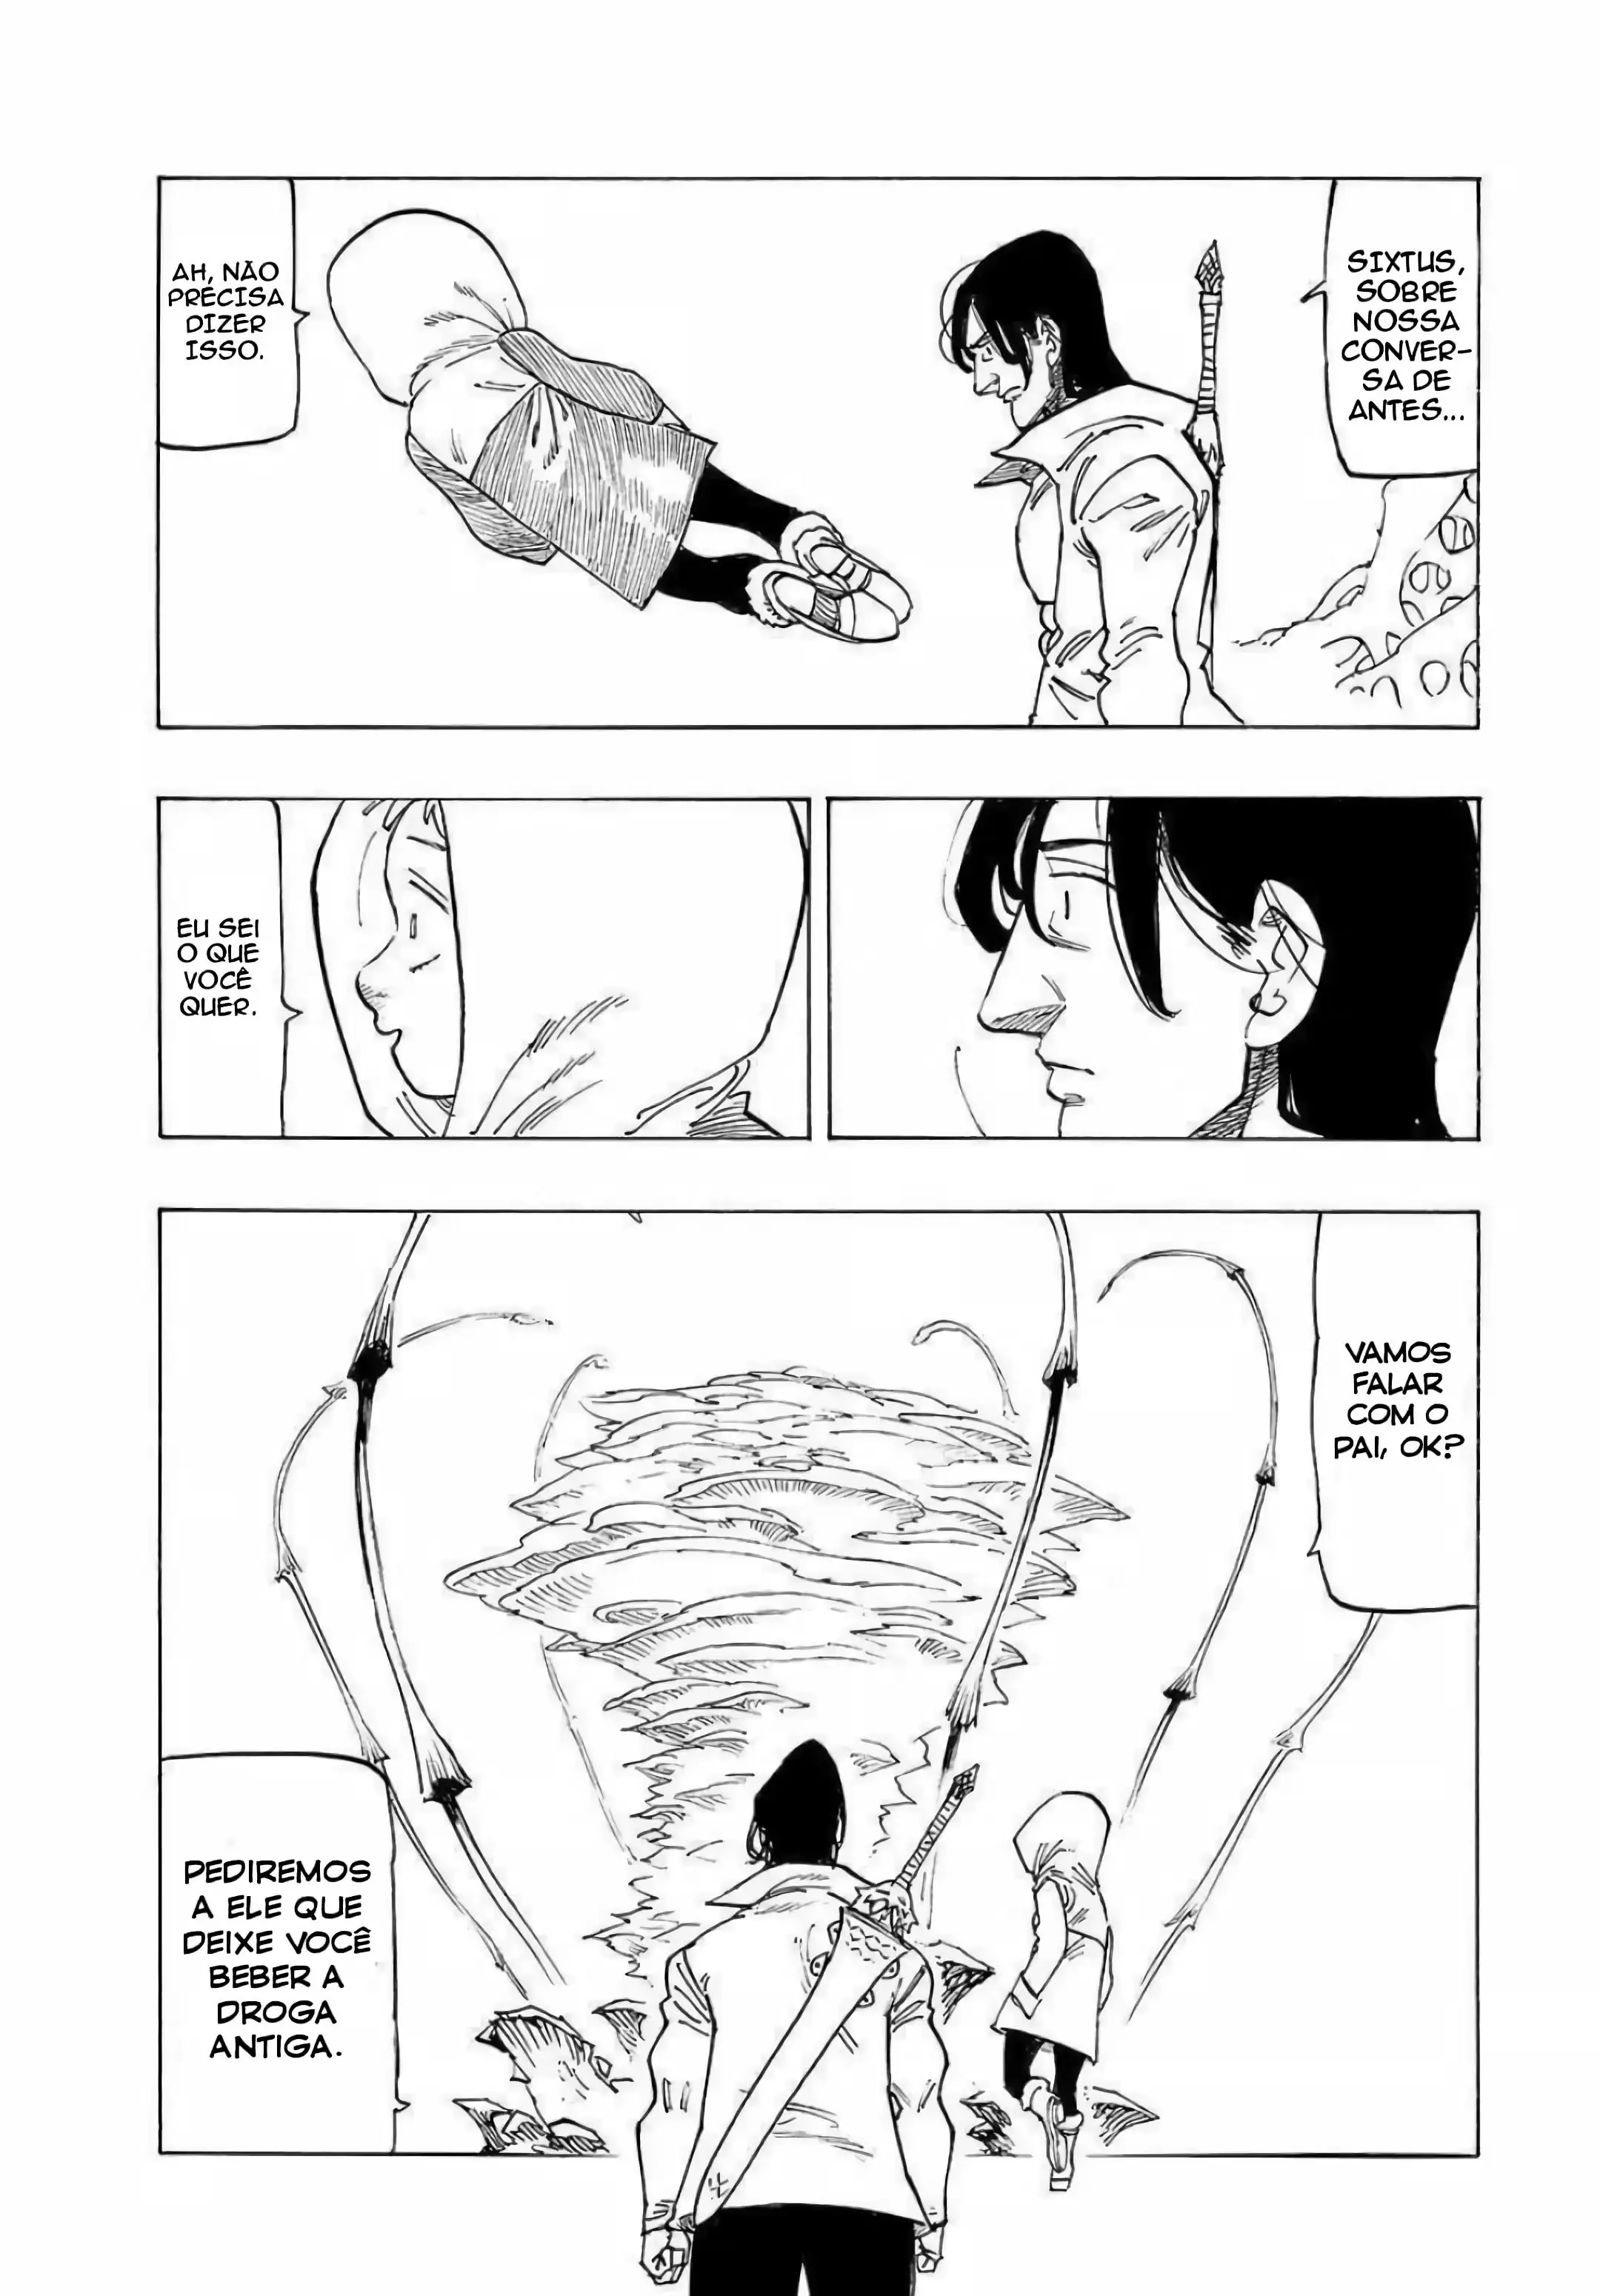 SIXTUS,
SOBRE
NOSSA
CONVER-
SA DE
ANTES...
AH, NÃO
PRECISA
DIZER
ISSO.
EU SEI
O QUE
VOCÊ
QUER.
VAMOS
FALAR
COM O
PAI, OK?
PEDIREMOS
A ELE QUE
DEIXE VOCÊ
BEBER A
DROGA
ANTIGA.